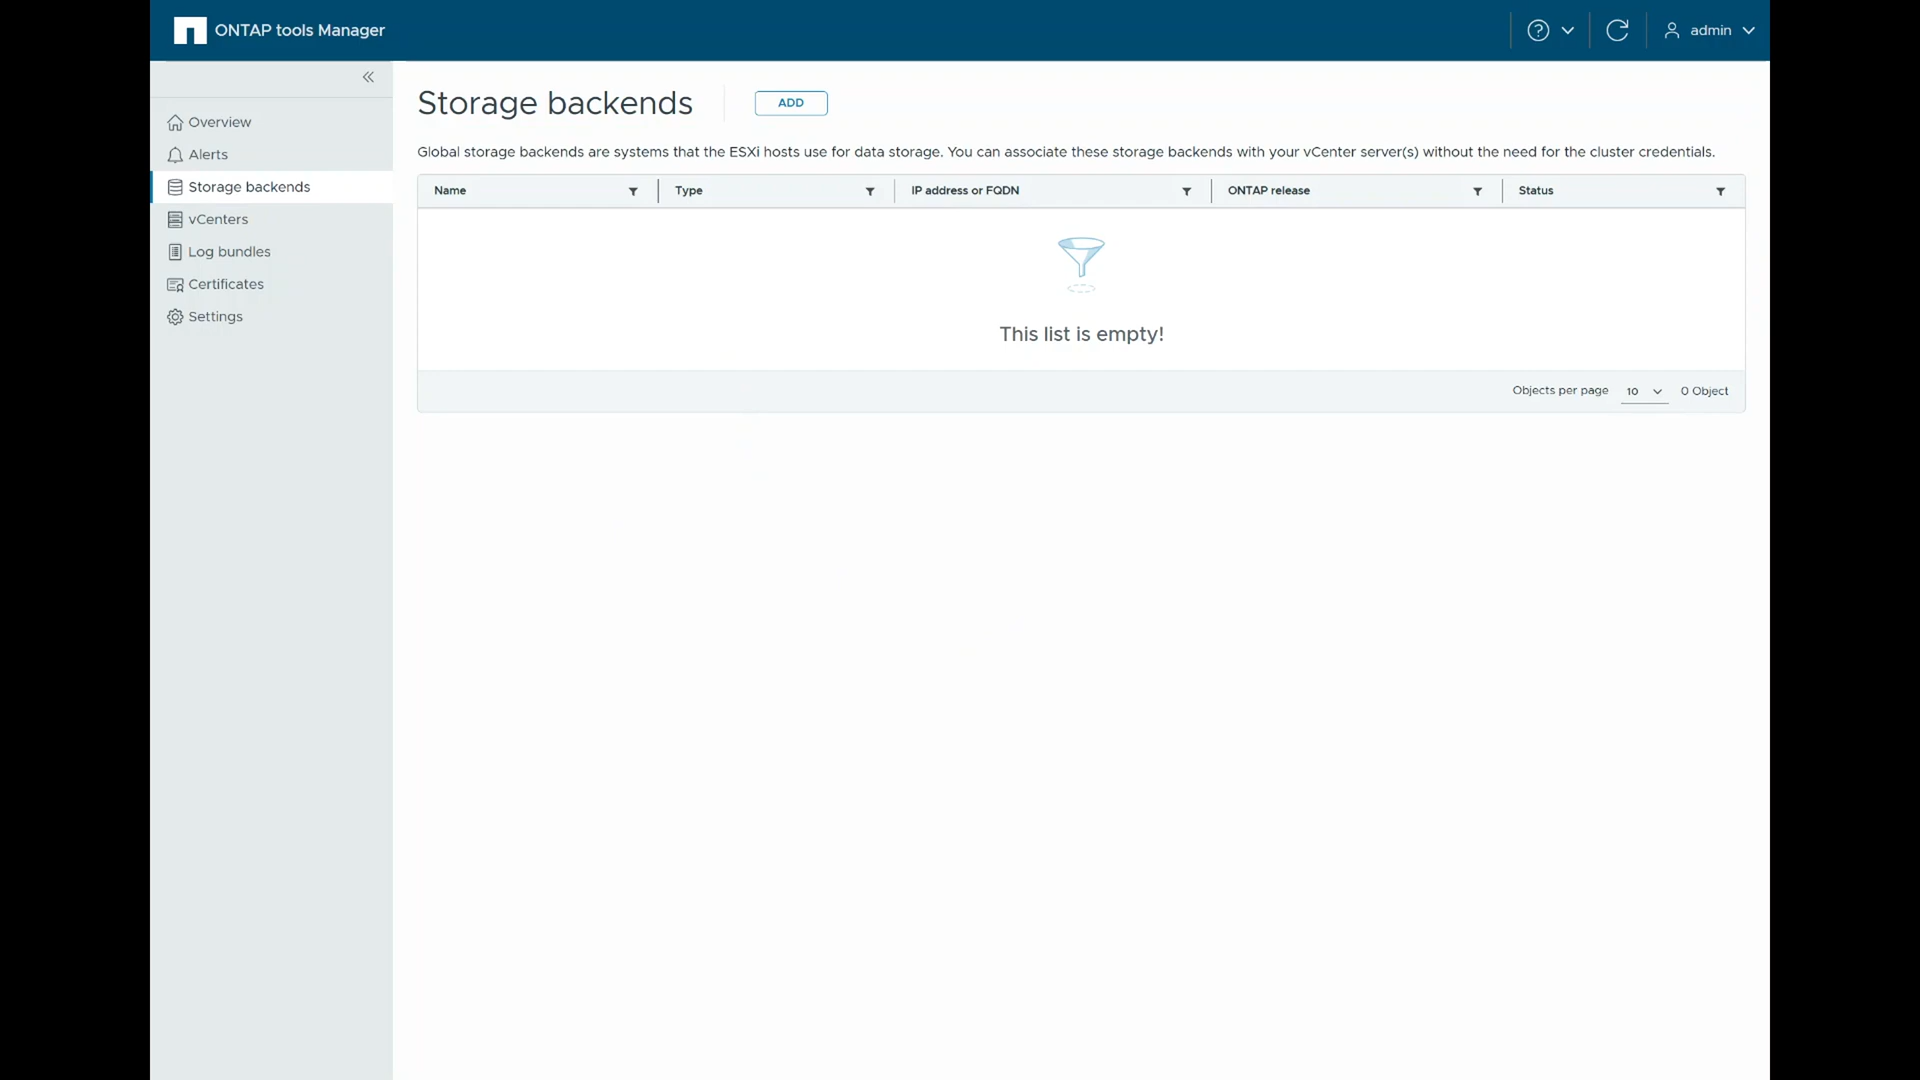 ONTAP tools Manager
admin
Overview
Alerts
Storage backends
vCenters
Log bundles
Certificates
Settings
Storage backends
ADD
Global storage backends are systems that the ESXi hosts use for data storage. You can associate these storage backends with your vCenter server(s) without the need for the cluster credentials.
Name Type IP address or FQDN ONTAP release Status
This list is empty!
Objects per page 10 0 Object